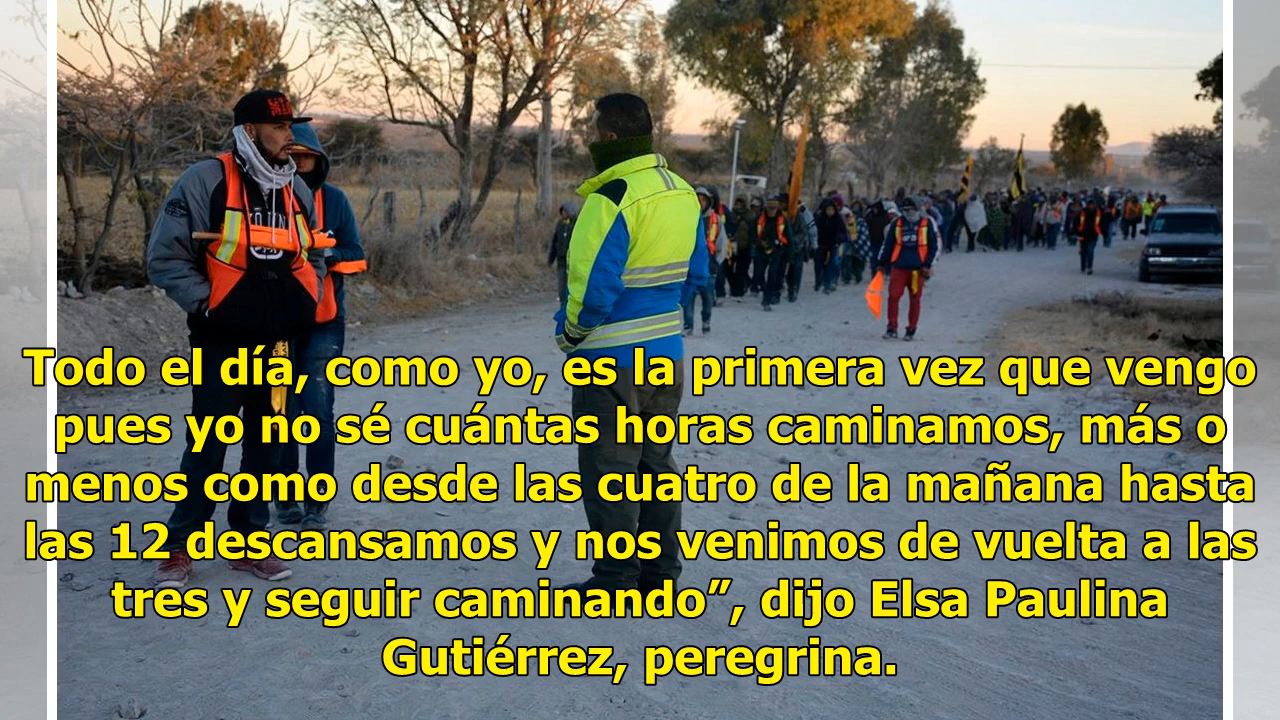 Todo el día, como yo, es la primera vez que vengo
pues yo no sé cuántas horas caminamos, más o
menos como desde las cuatro de la mañana hasta
las 12 descansamos y nos venimos de vuelta a las
tres y seguir caminando”, dijo Elsa Paulina
Gutiérrez, peregrina.